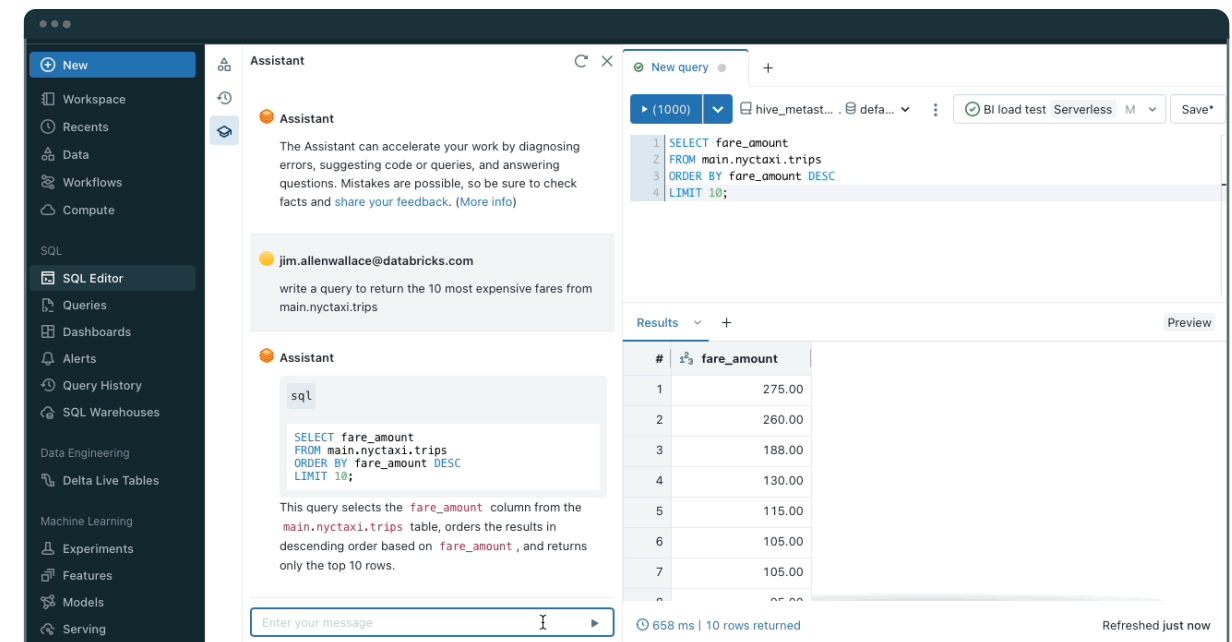 New
Workspace
Recents
Data
Workflows
Compute
SQL
SQL Editor
Queries
Dashboards
Alerts
Query History
SQL Warehouses
Data Engineering
Delta Live Tables
Machine Learning
Experiments
Features
Models
Serving
Assistant
Assistant
The Assistant can accelerate your work by diagnosing
errors, suggesting code or queries, and answering
questions. Mistakes are possible, so be sure to check
facts and share your feedback. (More info)
jim.allenwallace@databricks.com
write a query to return the 10 most expensive fares from
main.nyctaxi.trips
Assistant
sql
SELECT fare_amount
FROM main.nyctaxi.trips
ORDER BY fare_amount DESC
LIMIT 10;
This query selects the fare_amount column from the
main.nyctaxi.trips table, orders the results in
descending order based on fare_amount , and returns
only the top 10 rows.
Enter your message
New query
+
(1000) hive_metast... . defa... BI load test Serverless M Save*
1 SELECT fare_amount
2 FROM main.nyctaxi.trips
3 ORDER BY fare_amount DESC
4 LIMIT 10;
Results + Preview
# 123 fare_amount
1 275.00
2 260.00
3 188.00
4 130.00
5 115.00
6 105.00
7 105.00
658 ms | 10 rows returned Refreshed just now